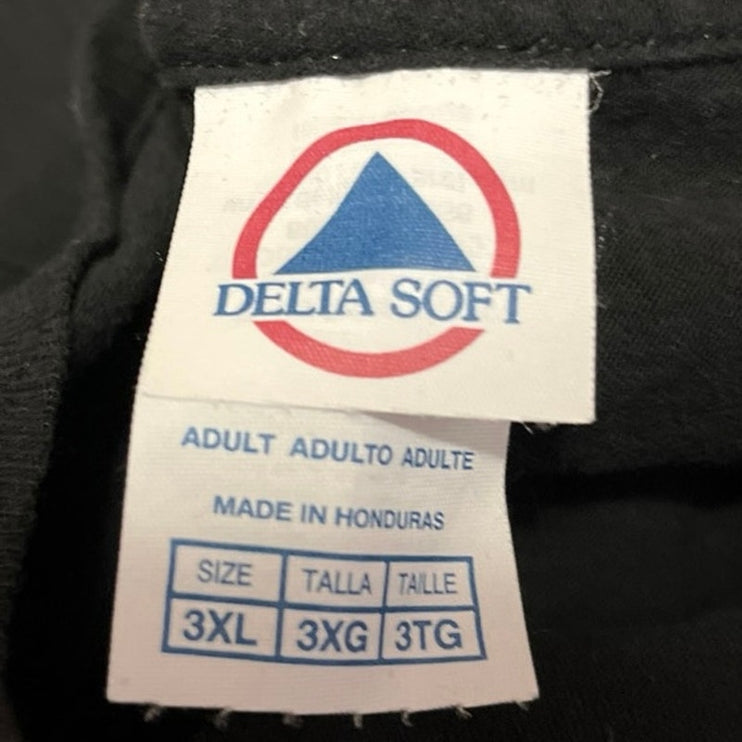 DELTA SOFT
ADULT ADULTO ADULTE
MADE IN HONDURAS
SIZE TALLA TAILLE
3XL 3XG 3TG